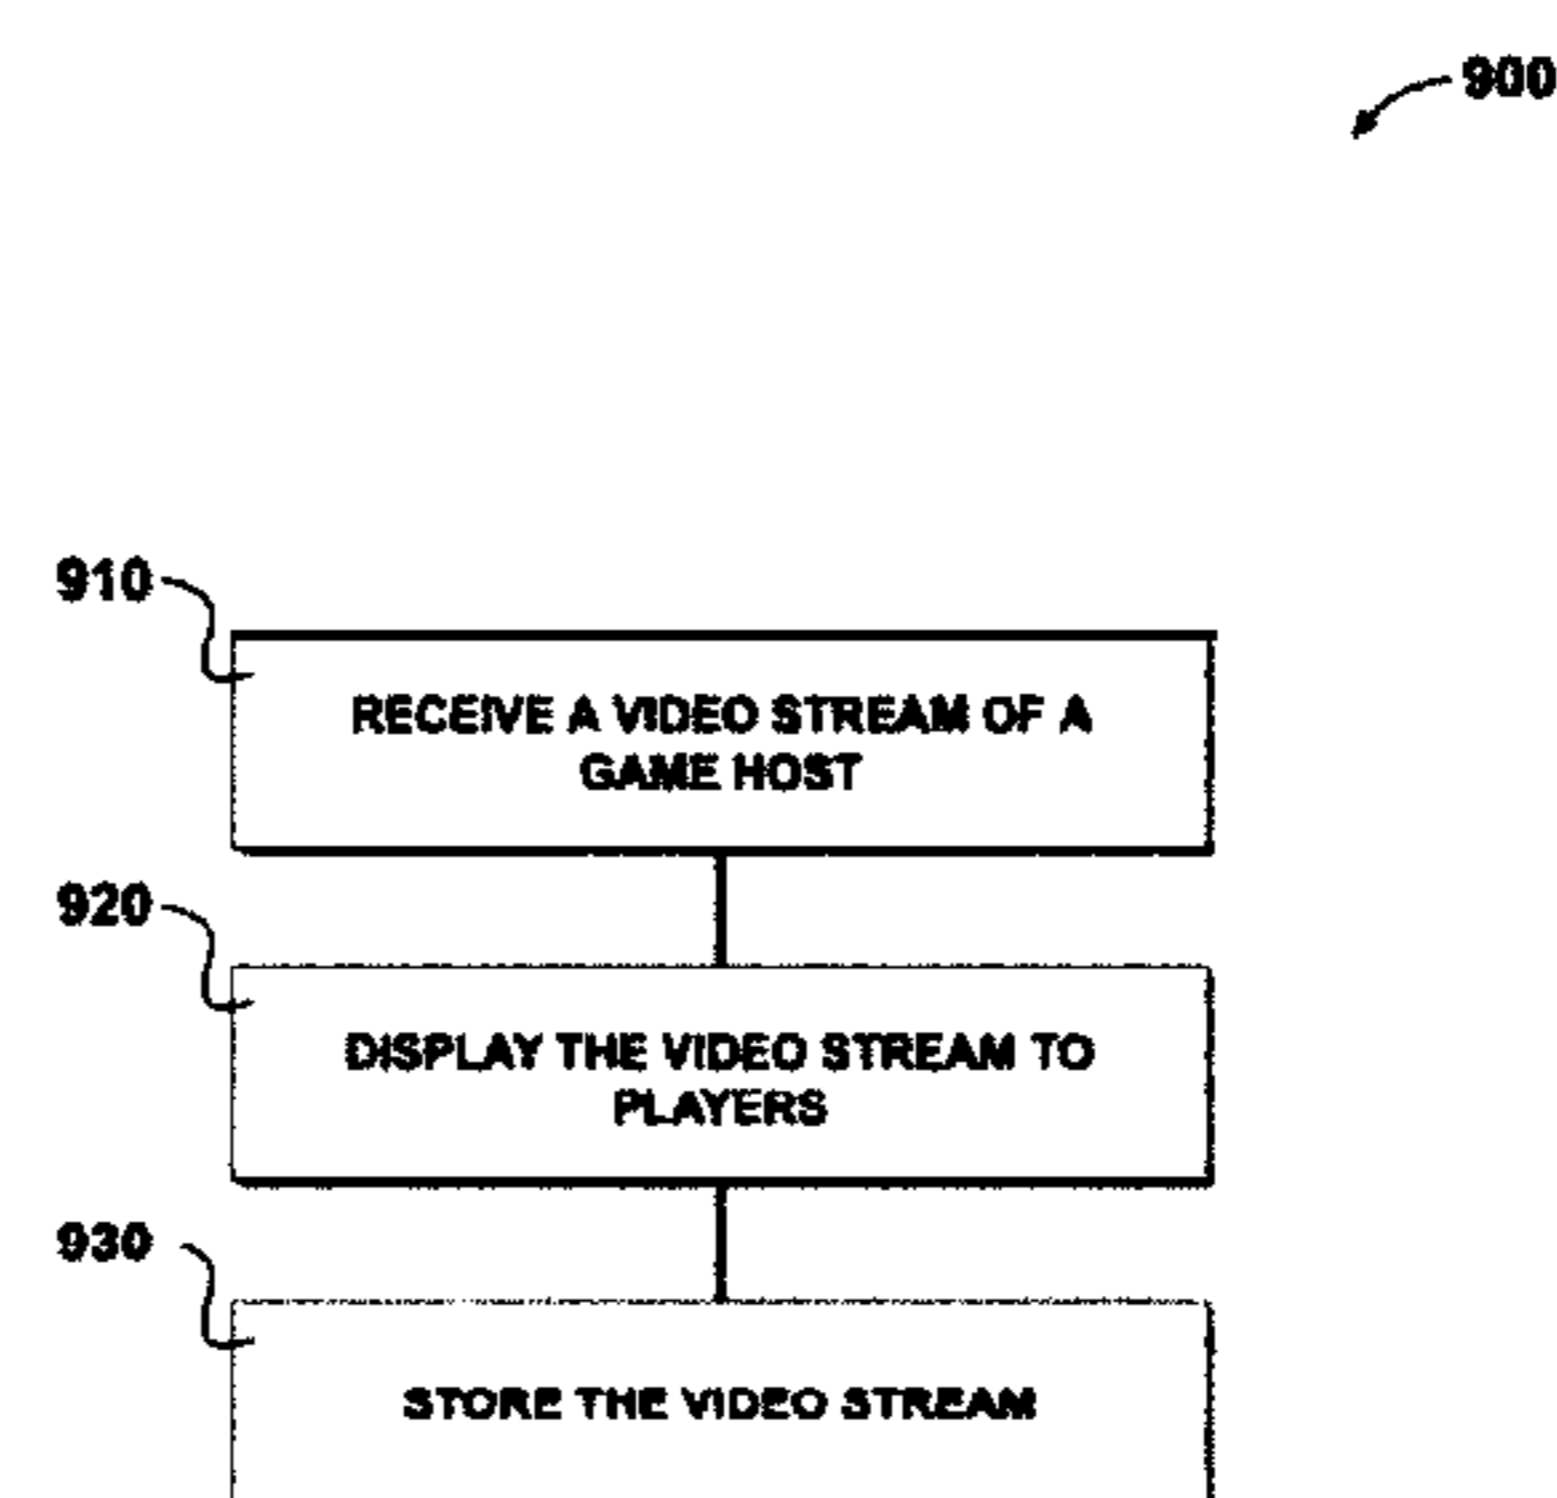 900
910
RECEIVE A VIDEO STREAM OF A
GAME HOST
920
DISPLAY THE VIDEO STREAM TO
PLAYERS
930
STORE THE VIDEO STREAM